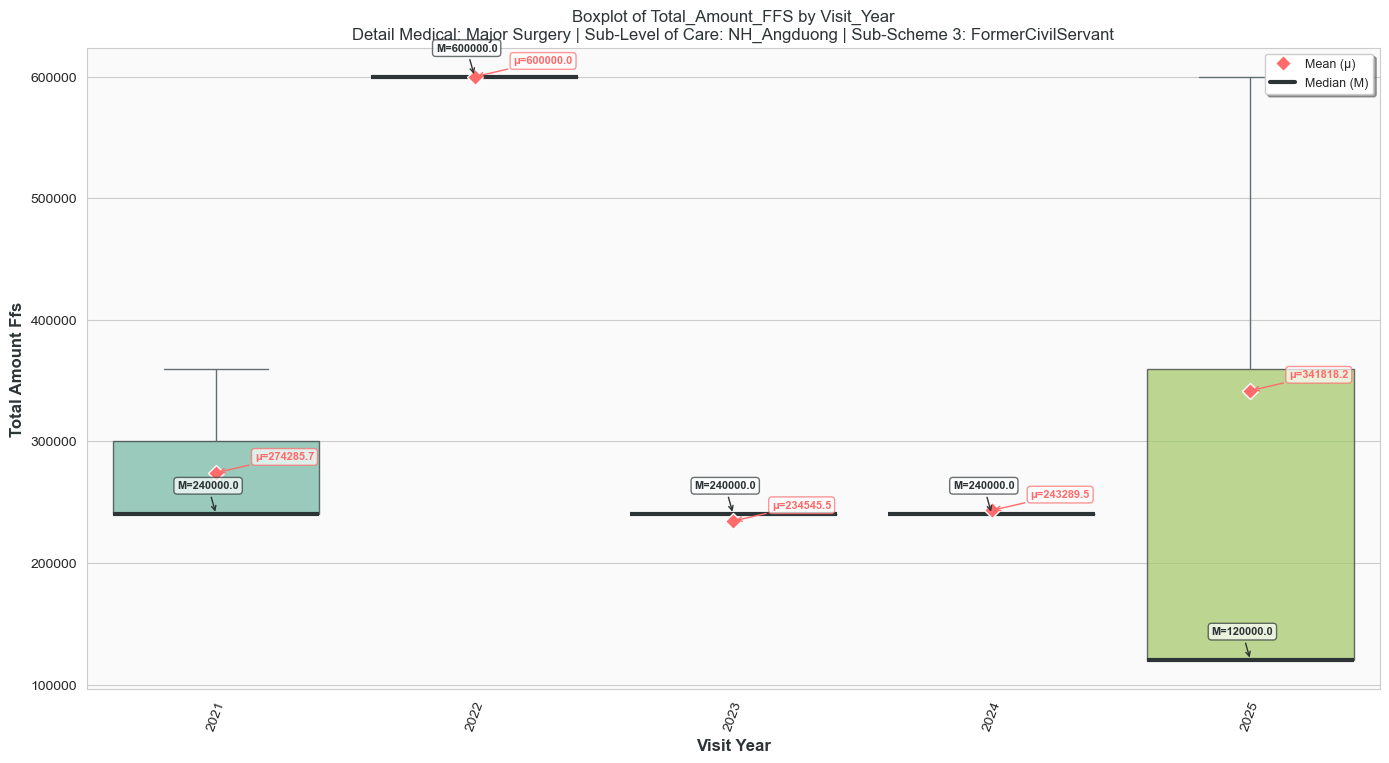 Boxplot of Total_Amount_FFS by Visit_Year
Detail Medical: Major Surgery | Sub-Level of Care: NH_Angduong | Sub-Scheme 3: FormerCivilServant
M=600000.0
μ=600000.0
Mean (μ)
Median (M)
600000
500000
400000
300000
200000
100000
Total Amount Ffs
μ=341818.2
μ=274285.7
M=240000.0
M=240000.0
μ=234545.5
M=240000.0
μ=243289.5
M=120000.0
2021
2022
2023
2024
2025
Visit Year